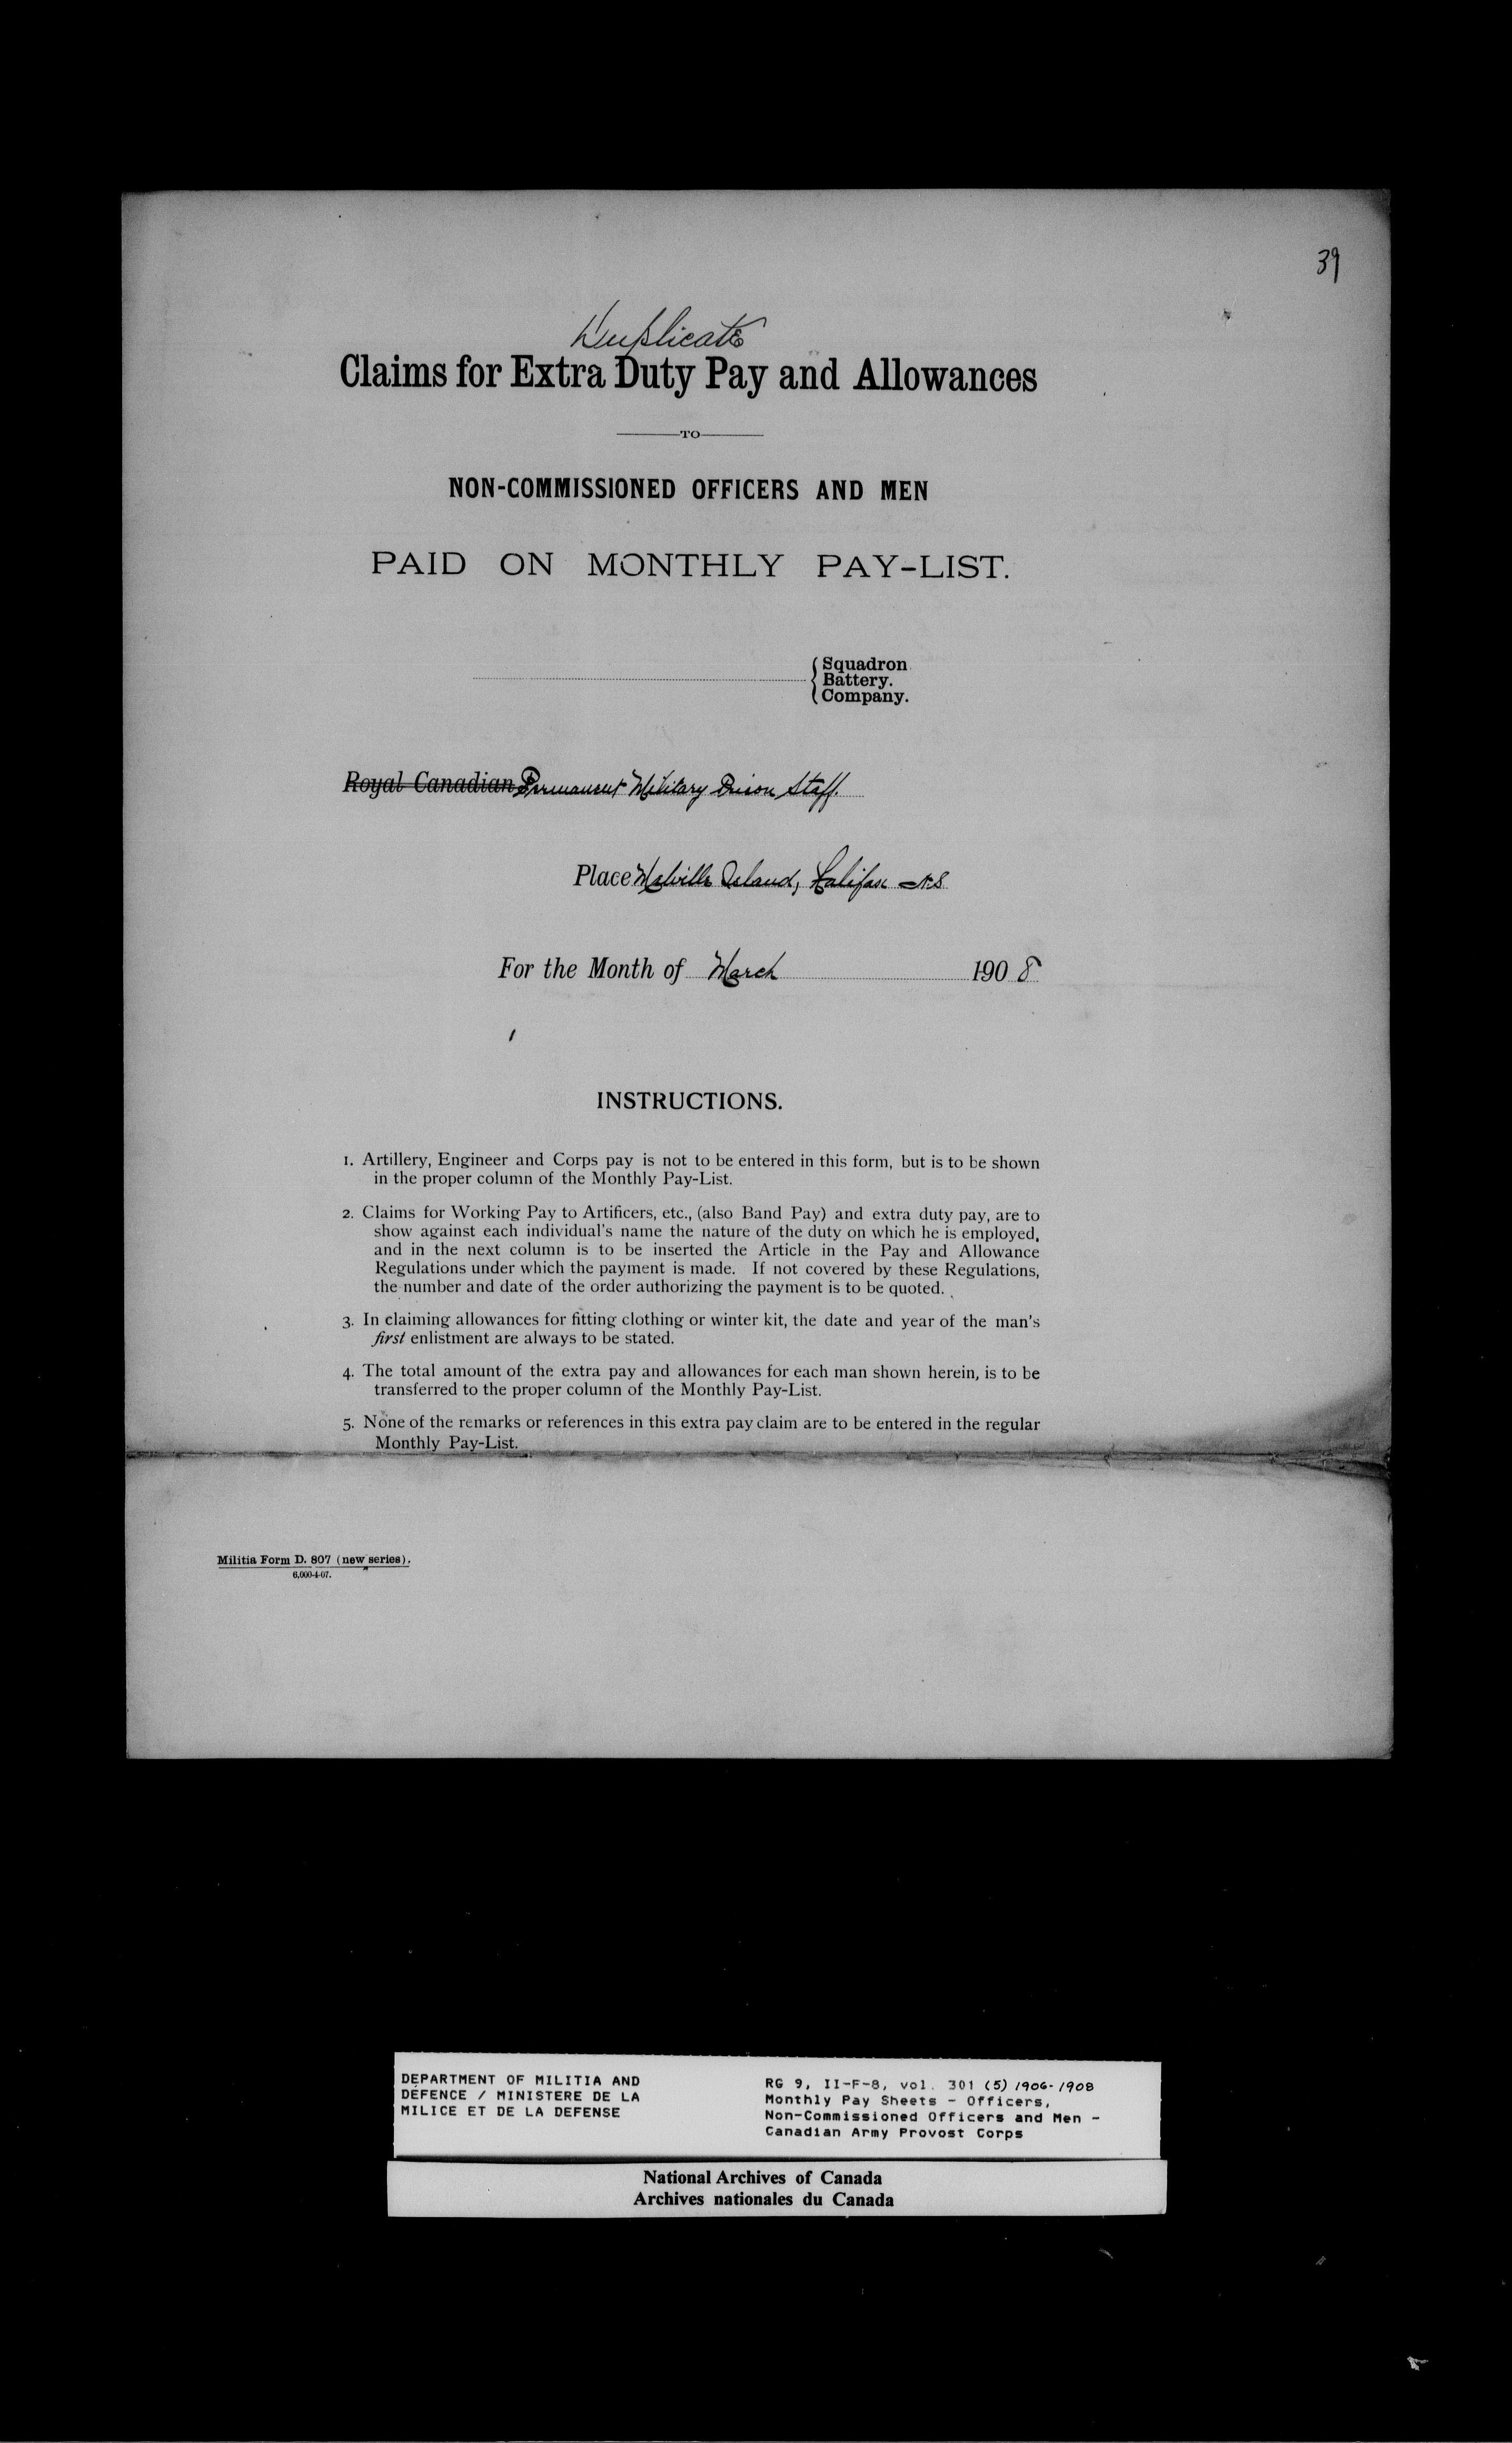 39
Duplicate
Claims for Extra Duty Pay and Allowances
TO
NON-COMMISSIONED OFFICERS AND MEN
PAID ON MONTHLY PAY-LIST.
Squadron
Battery.
Company.
Royal Canadian Permanent Military Prison Staff.
Place Melville Island, Halifax - N.S
For the Month of March 1908
INSTRUCTIONS.
1. Artillery, Engineer and Corps pay is not to be entered in this form, but is to be shown
in the proper column of the Monthly Pay-List.
2. Claims for Working Pay to Artificers, etc., (also Band Pay) and extra duty pay, are to
show against each individual's name the nature of the duty on which he is employed,
and in the next column is to be inserted the Article in the Pay and Allowance
Regulations under which the payment is made. If not covered by these Regulations,
the number and date of the order authorizing the payment is to be quoted.
3. In claiming allowances for fitting clothing or winter kit, the date and year of the man's
first enlistment are always to be stated.
4. The total amount of the extra pay and allowances for each man shown herein, is to be
transferred to the proper column of the Monthly Pay-List.
5. None of the remarks or references in this extra pay claim are to be entered in the regular
Monthly Pay-List.
Militia Form D. 807 (new series).
6,000-4-07.
DEPARTMENT OF MILITIA AND
DEFENCE / MINISTERE DE LA
MILICE ET DE LA DEFENSE
RG 9, II-F-8, vol. 301 (5) 1906-1908
Monthly Pay Sheets - Officers,
Non-Commissioned Officers and Men -
Canadian Army Provost Corps
National Archives of Canada
Archives nationales du Canada